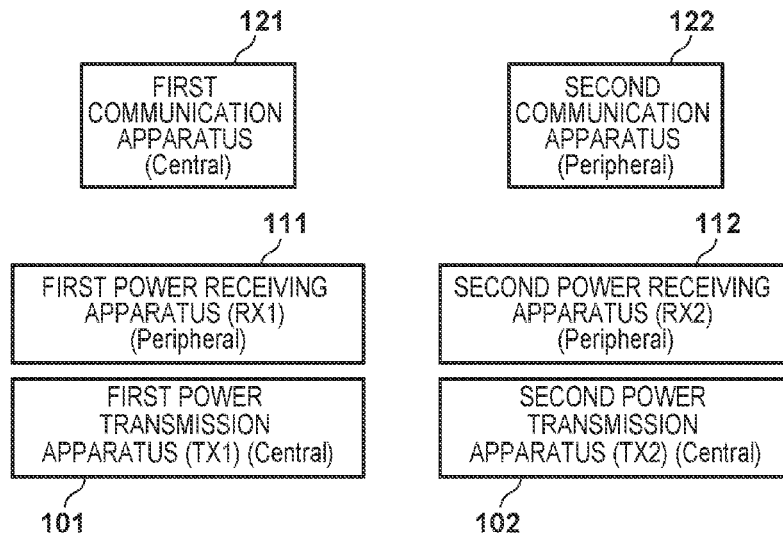 121
FIRST
COMMUNICATION
APPARATUS
(Central)
122
SECOND
COMMUNICATION
APPARATUS
(Peripheral)
111
FIRST POWER RECEIVING
APPARATUS (RX1)
(Peripheral)
112
SECOND POWER RECEIVING
APPARATUS (RX2)
(Peripheral)
FIRST POWER
TRANSMISSION
APPARATUS (TX1) (Central)
101
SECOND POWER
TRANSMISSION
APPARATUS (TX2) (Central)
102